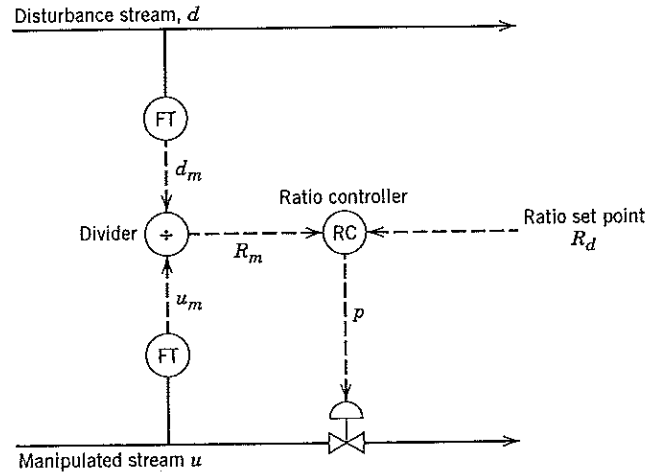 Disturbance stream, d
FT
d_m
Ratio controller
Divider
÷
R_m
RC
Ratio set point
R_d
u_m
p
FT
Manipulated stream u